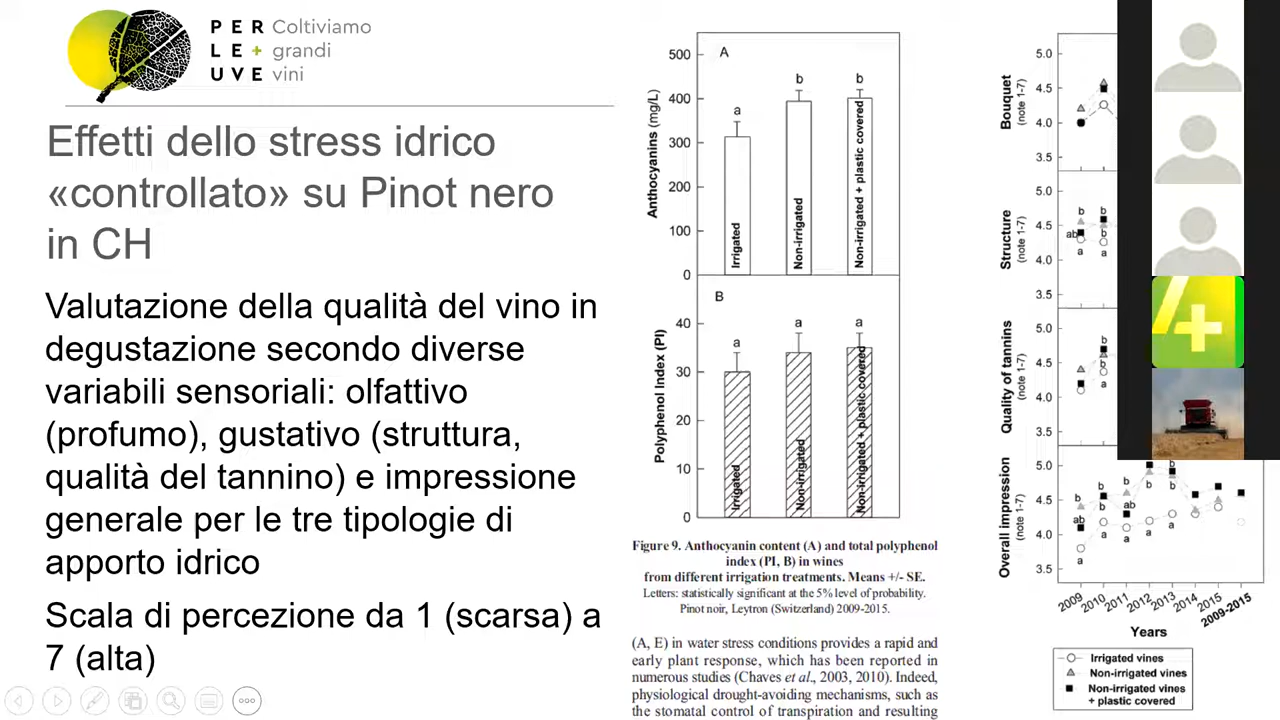 PER Coltiviamo
LE+ grandi
UVE vini
Effetti dello stress idrico
«controllato» su Pinot nero
in CH
Valutazione della qualità del vino in
degustazione secondo diverse
variabili sensoriali: olfattivo
(profumo), gustativo (struttura,
qualità del tannino) e impressione
generale per le tre tipologie di
apporto idrico
Scala di percezione da 1 (scarsa) a
7 (alta)
A
Anthocyanins (mg/L)
500
400
300
200
100
0
a
b
b
Irrigated
Non-irrigated
Non-irrigated + plastic covered
B
Polyphenol Index (PI)
40
30
20
10
0
a
a
a
Irrigated
Non-irrigated
Non-irrigated + plastic covered
Figure 9. Anthocyanin content (A) and total polyphenol
index (PI, B) in wines
from different irrigation treatments. Means +/- SE.
Letters: statistically significant at the 5% level of probability.
Pinot noir, Leytron (Switzerland) 2009-2015.
(A, E) in water stress conditions provides a rapid and
early plant response, which has been reported in
numerous studies (Chaves et al., 2003, 2010). Indeed,
physiological drought-avoiding mechanisms, such as
the stomatal control of transpiration and resulting
Bouquet
(note 1-7)
5.0
4.5
4.0
3.5
Structure
(note 1-7)
5.0
4.5
4.0
3.5
b b
ab b
a a
Quality of tannins
(note 1-7)
5.0
4.5
4.0
3.5
b
b
a
Overall impression
(note 1-7)
5.0
4.5
4.0
3.5
b b b b b
ab b ab b
a a a a a
2009 2010 2011 2012 2013 2014 2015 2009-2015
Years
Irrigated vines
Non-irrigated vines
Non-irrigated vines
+ plastic covered